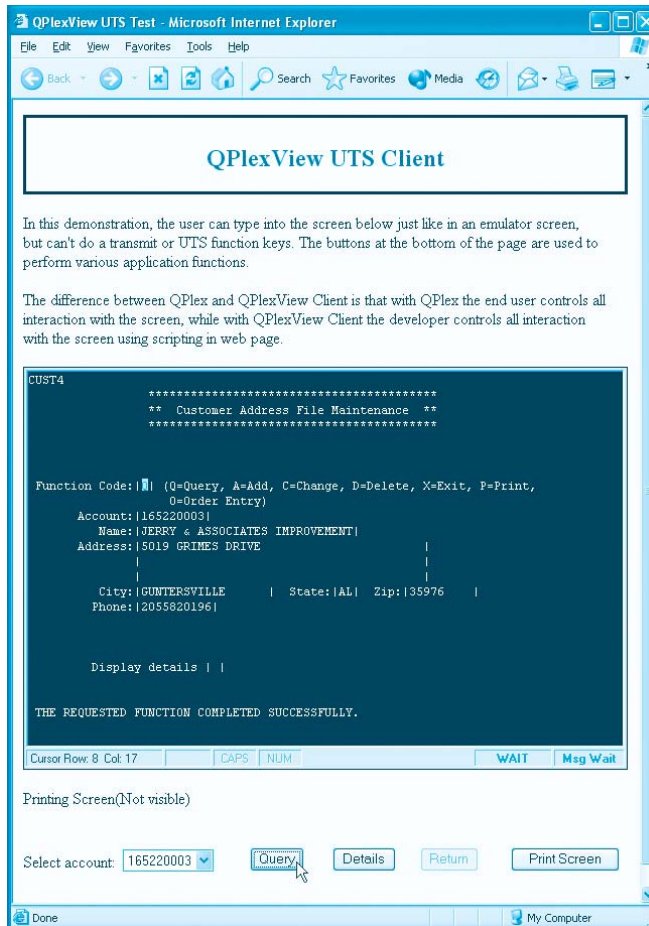 QPlexView UTS Test - Microsoft Internet Explorer
File Edit View Favorites Tools Help
Back Search Favorites Media
QPlexView UTS Client
In this demonstration, the user can type into the screen below just like in an emulator screen,
but can't do a transmit or UTS function keys. The buttons at the bottom of the page are used to
perform various application functions.
The difference between QPlex and QPlexView Client is that with QPlex the end user controls all
interaction with the screen, while with QPlexView Client the developer controls all interaction
with the screen using scripting in web page.
CUST4
*****************************************
** Customer Address File Maintenance **
*****************************************
Function Code:| | (Q=Query, A=Add, C=Change, D=Delete, X=Exit, P=Print,
O=Order Entry)
Account:|165220003|
Name:|JERRY & ASSOCIATES IMPROVEMENT|
Address:|5019 GRIMES DRIVE |
| |
| |
City:|GUNTERSVILLE | State:|AL| Zip:|35976 |
Phone:|2055820196|
Display details | |
THE REQUESTED FUNCTION COMPLETED SUCCESSFULLY.
Cursor Row: 8 Col: 17 CAPS NUM WAIT Msg Wait
Printing Screen(Not visible)
Select account: 165220003 Query Details Return Print Screen
Done My Computer